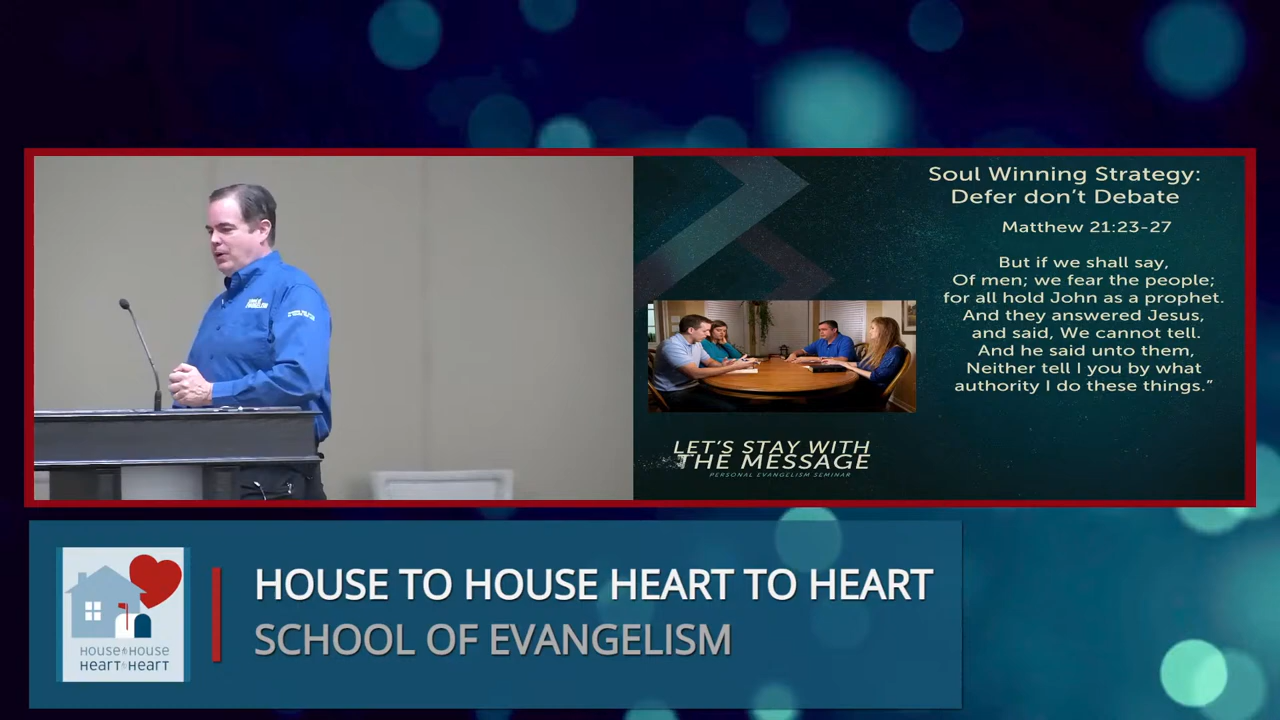 Soul Winning Strategy:
Defer don't Debate
Matthew 21:23-27
But if we shall say,
Of men; we fear the people;
for all hold John as a prophet.
And they answered Jesus,
and said, We cannot tell.
And he said unto them,
Neither tell I you by what
authority I do these things.”
LET'S STAY WITH
THE MESSAGE
PERSONAL EVANGELISM SEMINAR
HOUSE TO HOUSE HEART TO HEART
SCHOOL OF EVANGELISM
HOUSE TO HOUSE
HEART TO HEART